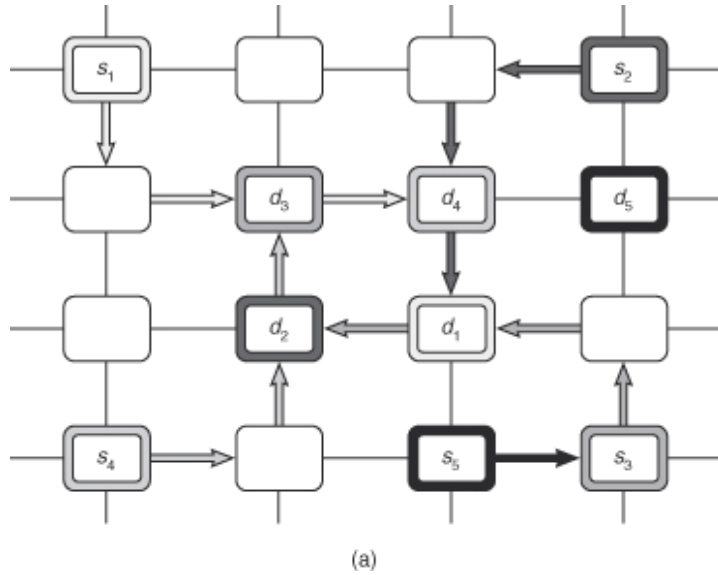 s₁ s₂
d₃ d₄ d₅
d₂ d₁
s₄ s₅ s₃
(a)